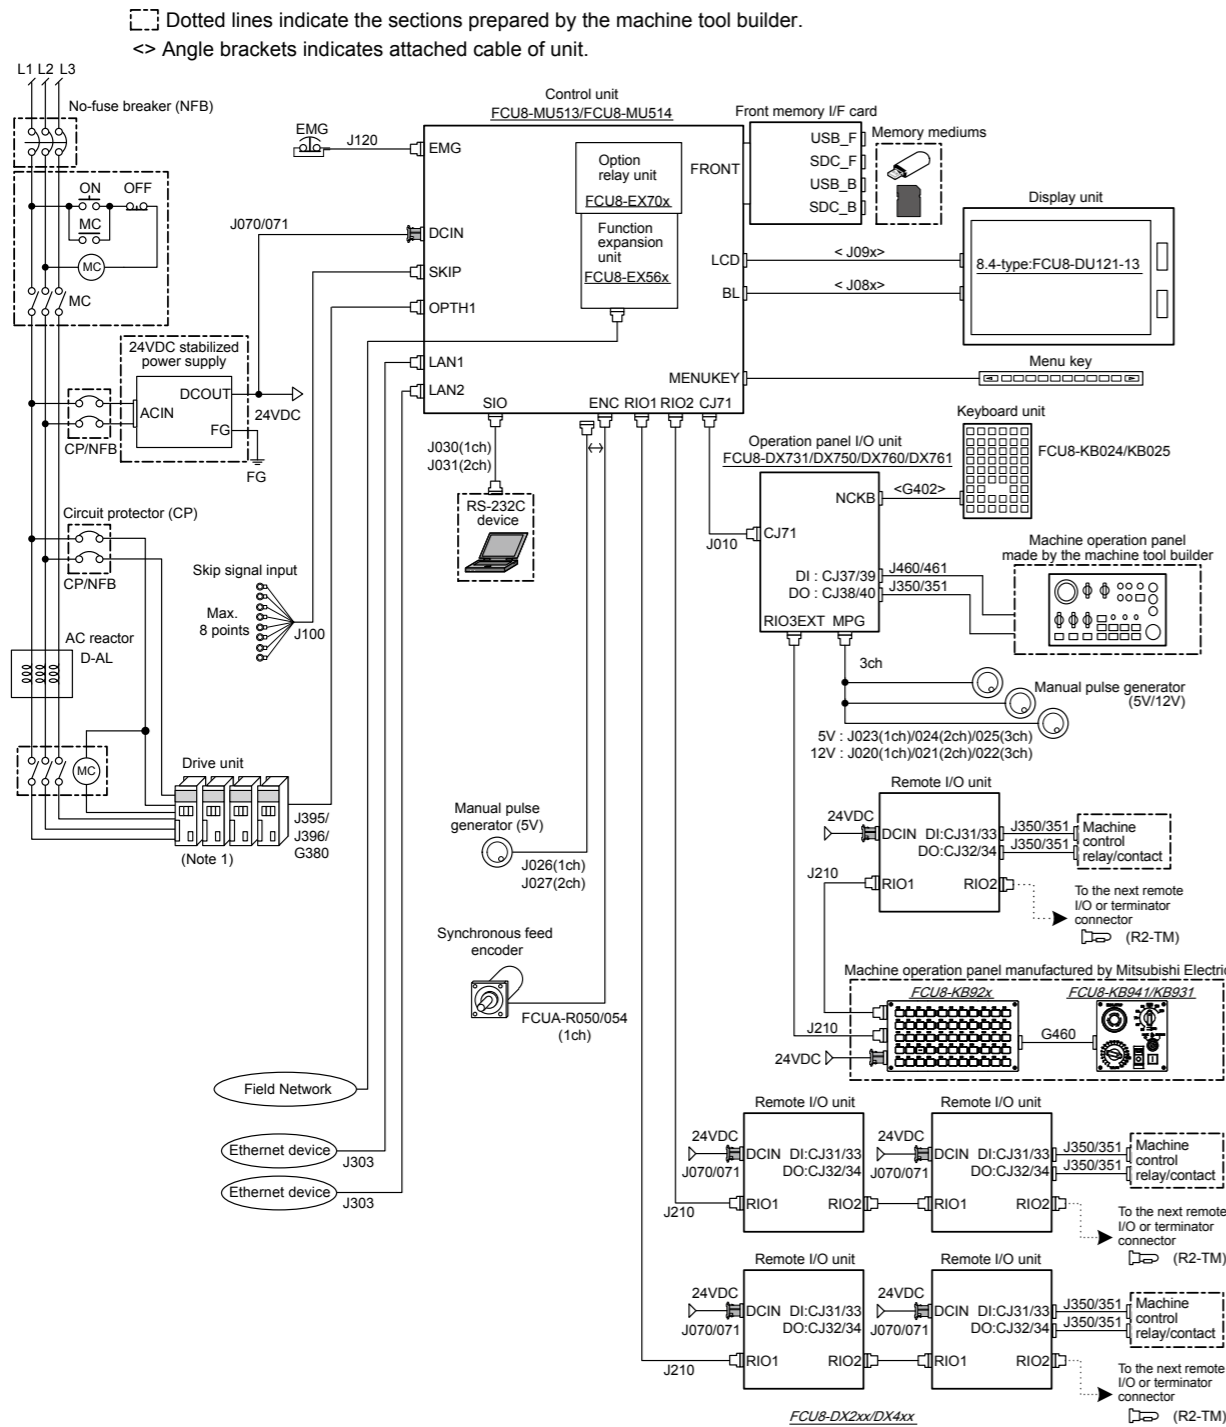 Dotted lines indicate the sections prepared by the machine tool builder.
<> Angle brackets indicates attached cable of unit.
L1 L2 L3
No-fuse breaker (NFB)
ON OFF
MC
MC
MC
24VDC stabilized
power supply
DCOUT
ACIN
FG
24VDC
FG
CP/NFB
Circuit protector (CP)
CP/NFB
AC reactor
D-AL
MC
Drive unit
(Note 1)
J395/
J396/
G380
Skip signal input
Max.
8 points
J100
EMG
J120
J070/071
Control unit
FCU8-MU513/FCU8-MU514
EMG
DCIN
SKIP
OPTH1
LAN1
LAN2
Option
relay unit
FCU8-EX70x
Function
expansion
unit
FCU8-EX56x
FRONT
LCD
BL
MENUKEY
SIO
ENC RIO1 RIO2 CJ71
Front memory I/F card
USB_F
SDC_F
USB_B
SDC_B
Memory mediums
Display unit
< J09x>
< J08x>
8.4-type:FCU8-DU121-13
Menu key
J030(1ch)
J031(2ch)
RS-232C
device
Operation panel I/O unit
FCU8-DX731/DX750/DX760/DX761
NCKB
CJ71
J010
DI : CJ37/39
DO : CJ38/40
RIO3EXT MPG
<G402>
Keyboard unit
FCU8-KB024/KB025
Machine operation panel
made by the machine tool builder
J460/461
J350/351
3ch
Manual pulse generator
(5V/12V)
5V : J023(1ch)/024(2ch)/025(3ch)
12V : J020(1ch)/021(2ch)/022(3ch)
Manual pulse
generator (5V)
J026(1ch)
J027(2ch)
Synchronous feed
encoder
FCUA-R050/054
(1ch)
Remote I/O unit
24VDC
DCIN DI:CJ31/33
DO:CJ32/34
J350/351
J350/351
Machine
control
relay/contact
J210
RIO1 RIO2
To the next remote
I/O or terminator
connector
(R2-TM)
Machine operation panel manufactured by Mitsubishi Electric
FCU8-KB92x
FCU8-KB941/KB931
J210
24VDC
G460
Field Network
Ethernet device
J303
Ethernet device
J303
Remote I/O unit
Remote I/O unit
24VDC
J070/071
DCIN DI:CJ31/33
DO:CJ32/34
24VDC
J070/071
DCIN DI:CJ31/33
DO:CJ32/34
J350/351
J350/351
Machine
control
relay/contact
J210
RIO1 RIO2
RIO1 RIO2
To the next remote
I/O or terminator
connector
(R2-TM)
Remote I/O unit
Remote I/O unit
24VDC
J070/071
DCIN DI:CJ31/33
DO:CJ32/34
24VDC
J070/071
DCIN DI:CJ31/33
DO:CJ32/34
J350/351
J350/351
Machine
control
relay/contact
J210
RIO1 RIO2
RIO1 RIO2
To the next remote
I/O or terminator
connector
(R2-TM)
FCU8-DX2xx/DX4xx